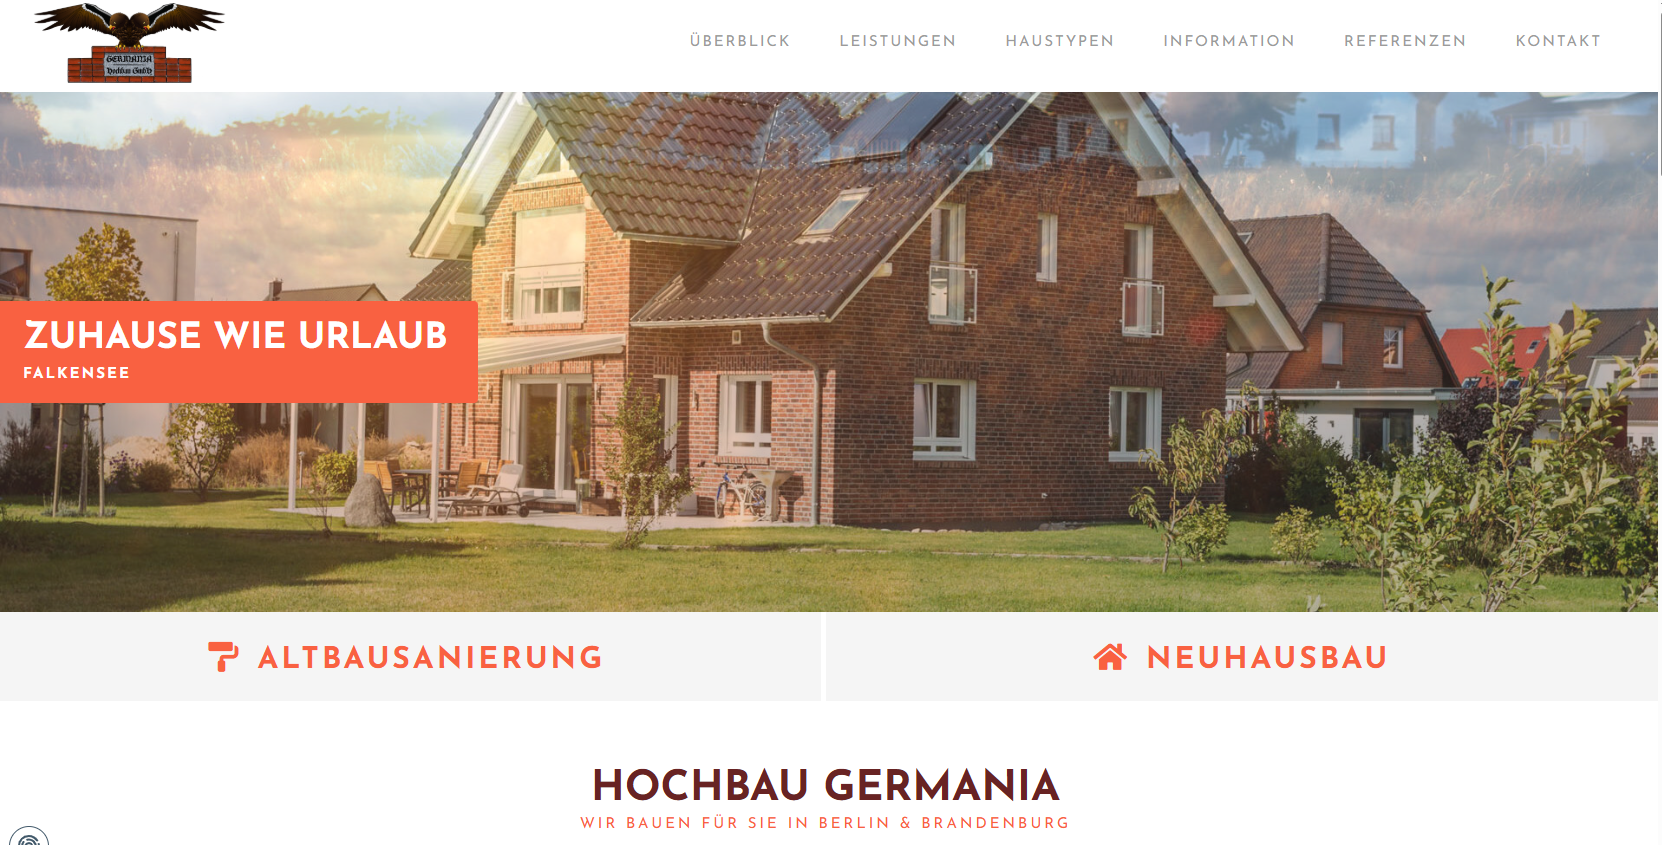 GERMANIA
Hochbau GmbH
ÜBERBLICK
LEISTUNGEN
HAUSTYPEN
INFORMATION
REFERENZEN
KONTAKT
ZUHAUSE WIE URLAUB
FALKENSEE
ALTBAUSANIERUNG
NEUHAUSBAU
HOCHBAU GERMANIA
WIR BAUEN FÜR SIE IN BERLIN & BRANDENBURG